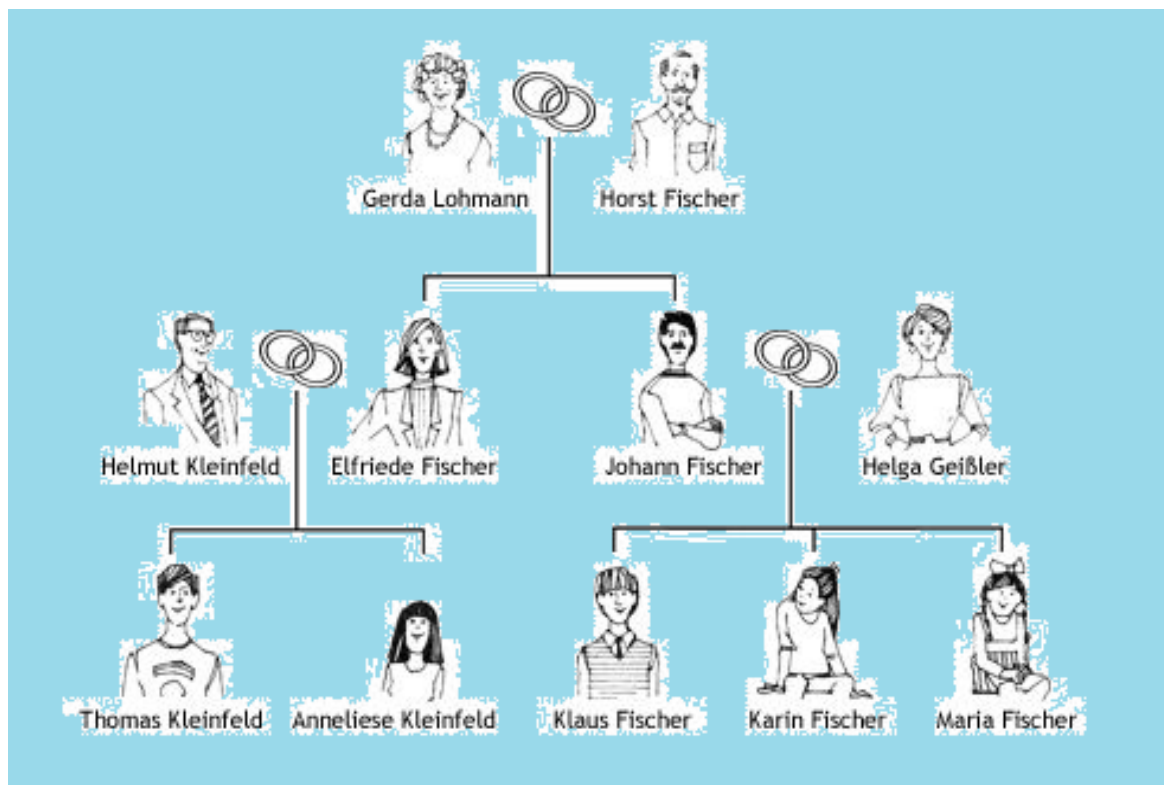 Gerda Lohmann
Horst Fischer
Helmut Kleinfeld
Elfriede Fischer
Johann Fischer
Helga Geißler
Thomas Kleinfeld
Anneliese Kleinfeld
Klaus Fischer
Karin Fischer
Maria Fischer